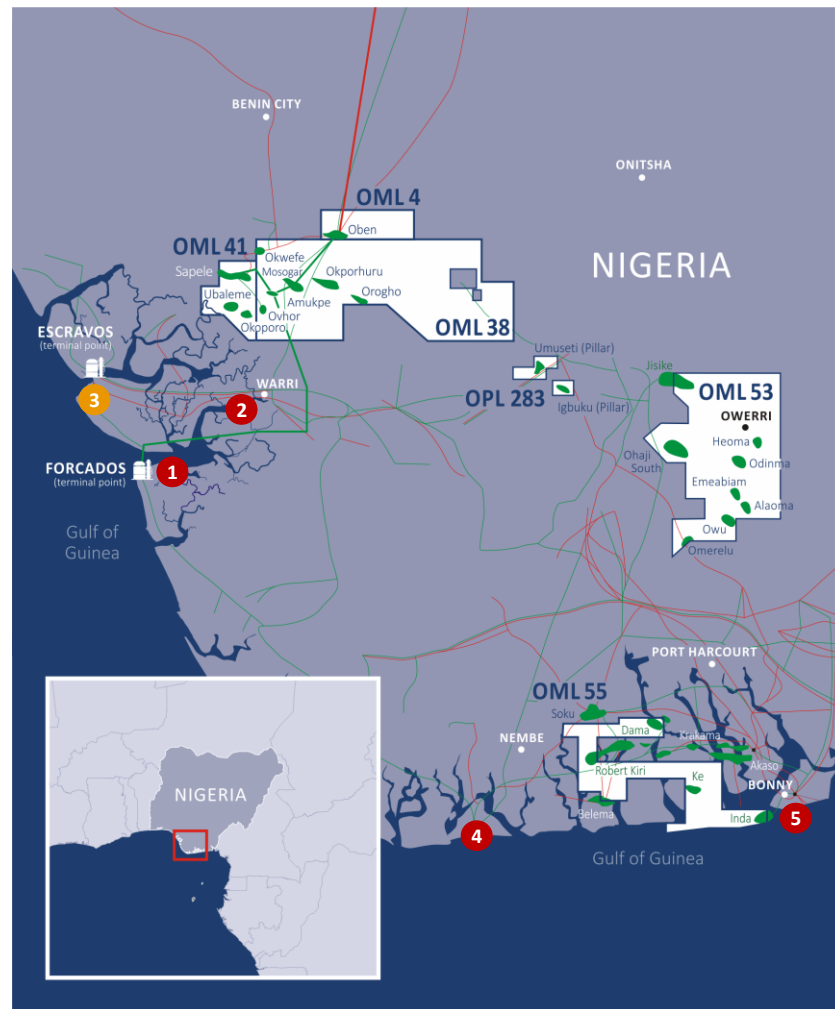 BENIN CITY
ONITSHA
OML 4
Oben
OML 41
Okwefe
NIGERIA
Sapele
Mosogar
Okporhuru
Ubaleme
Amukpe
Orogho
Ovhor
Okoporo
OML 38
ESCRAVOS
(terminal point)
Umuseti (Pillar)
Jisike
WARRI
OPL 283
Igbuku (Pillar)
OML 53
3
2
OWERRI
Heoma
Ohaji
South
Odinma
FORCADOS
(terminal point)
1
Emeabiam
Alaoma
Gulf of
Guinea
Owu
Omerelu
PORT HARCOURT
OML 55
Soku
Dama
Krakama
NEMBE
Robert Kiri
Akaso
Ke
BONNY
NIGERIA
Belema
Inda
4
5
Gulf of Guinea